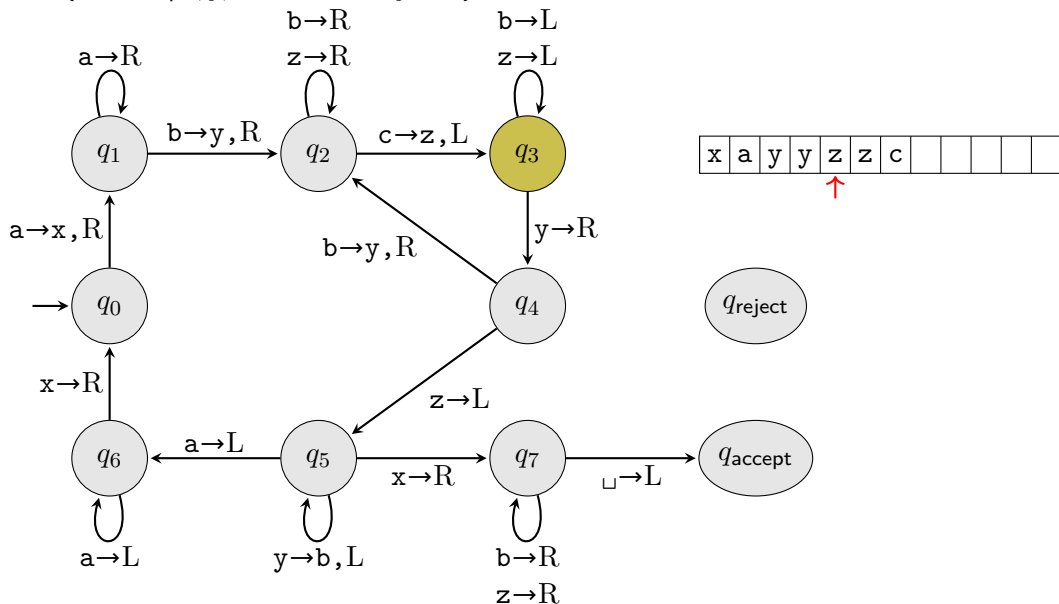 b→R
z→R
b→L
z→L
a→R
q1
b→y,R
q2
c→z,L
q3
x a y y z z c
↑
a→x,R
b→y,R
y→R
q0
q4
qreject
x→R
z→L
q6
a→L
q5
x→R
q7
␣→L
qaccept
a→L
y→b,L
b→R
z→R